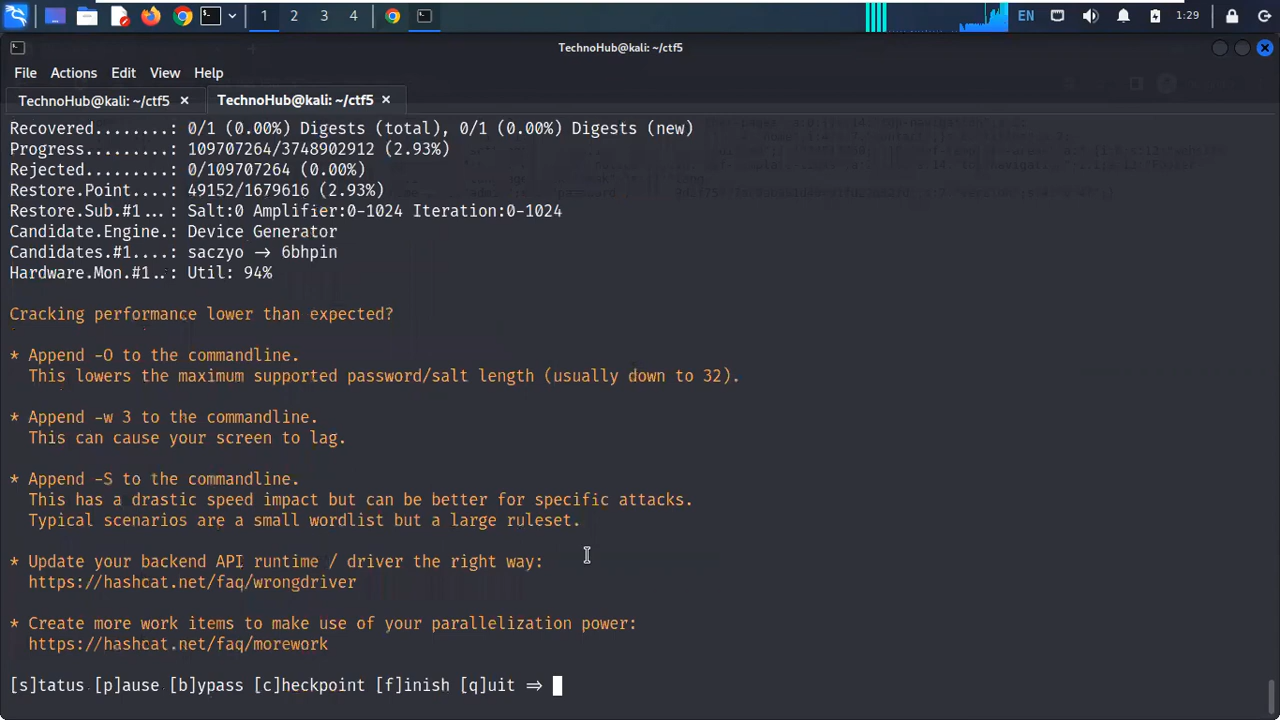 1 2 3 4 EN 1:29
TechnoHub@kali: ~/ctf5
File Actions Edit View Help
TechnoHub@kali: ~/ctf5 × TechnoHub@kali: ~/ctf5 ×
Recovered........: 0/1 (0.00%) Digests (total), 0/1 (0.00%) Digests (new)
Progress.........: 109707264/3748902912 (2.93%)
Rejected.........: 0/109707264 (0.00%)
Restore.Point....: 49152/1679616 (2.93%)
Restore.Sub.#1...: Salt:0 Amplifier:0-1024 Iteration:0-1024
Candidate.Engine.: Device Generator
Candidates.#1....: saczyo → 6bhpin
Hardware.Mon.#1..: Util: 94%
Cracking performance lower than expected?
* Append -O to the commandline.
This lowers the maximum supported password/salt length (usually down to 32).
* Append -w 3 to the commandline.
This can cause your screen to lag.
* Append -S to the commandline.
This has a drastic speed impact but can be better for specific attacks.
Typical scenarios are a small wordlist but a large ruleset.
* Update your backend API runtime / driver the right way:
https://hashcat.net/faq/wrongdriver
* Create more work items to make use of your parallelization power:
https://hashcat.net/faq/morework
[s]tatus [p]ause [b]ypass [c]heckpoint [f]inish [q]uit ⇒